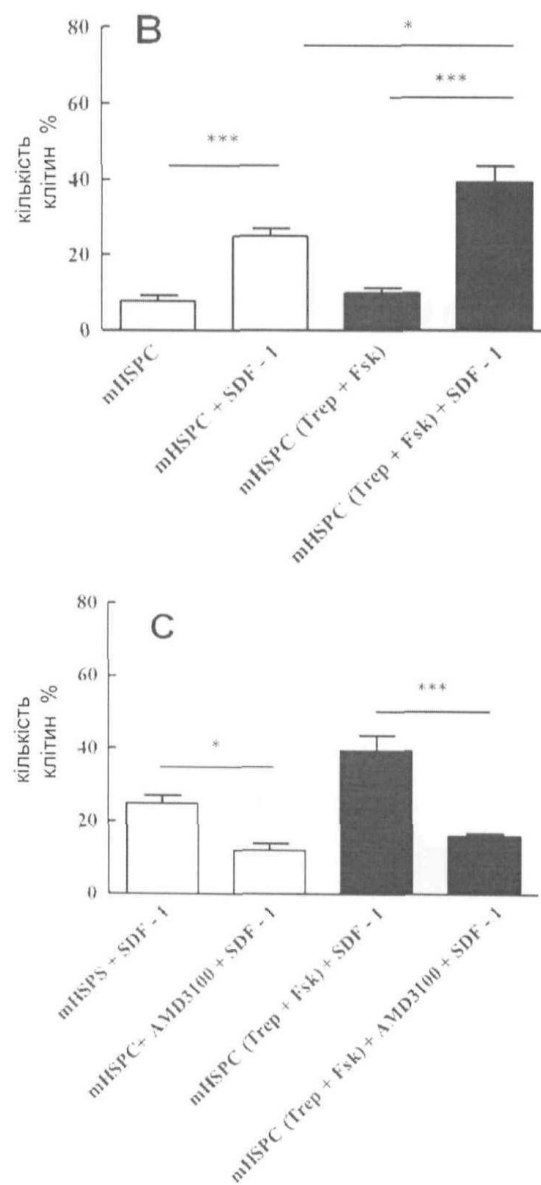 B
80
60
40
20
0
кількість
клітин %
*
***
***
mHSPC
mHSPC + SDF - 1
mHSPC (Trep + Fsk)
mHSPC (Trep + Fsk) + SDF - 1
C
80
60
40
20
0
кількість
клітин %
*
***
mHSPS + SDF - 1
mHSPC+ AMD3100 + SDF - 1
mHSPC (Trep + Fsk) + SDF - 1
mHSPC (Trep + Fsk) + AMD3100 + SDF - 1